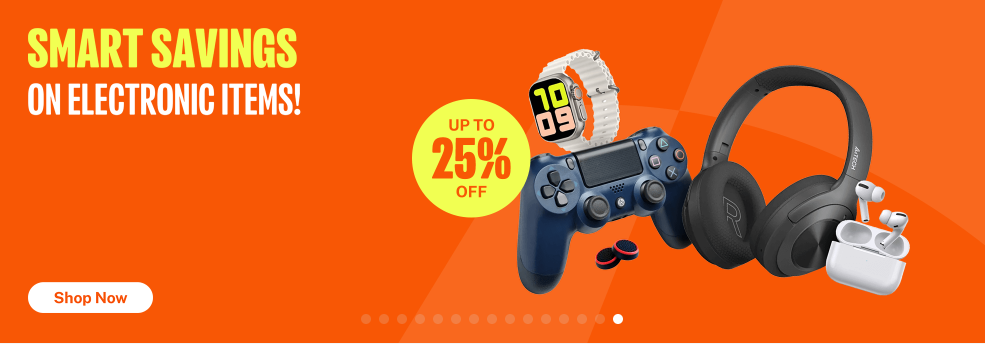 SMART SAVINGS
ON ELECTRONIC ITEMS!
UP TO
25%
OFF
10
09
Shop Now